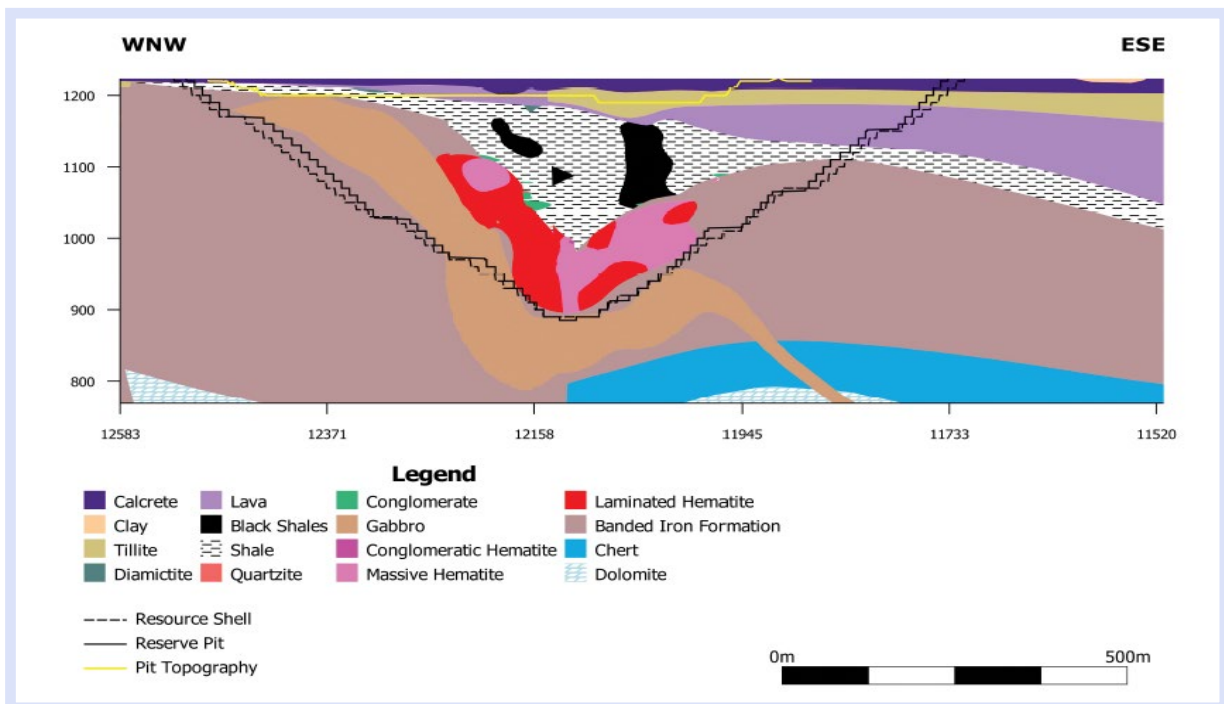 WNW ESE
1200
1100
1000
900
800
12583 12371 12158 11945 11733 11520
Legend
Calcrete Lava Conglomerate Laminated Hematite
Clay Black Shales Gabbro Banded Iron Formation
Tillite Shale Conglomeratic Hematite Chert
Diamictite Quartzite Massive Hematite Dolomite
Resource Shell
Reserve Pit
Pit Topography
0m 500m